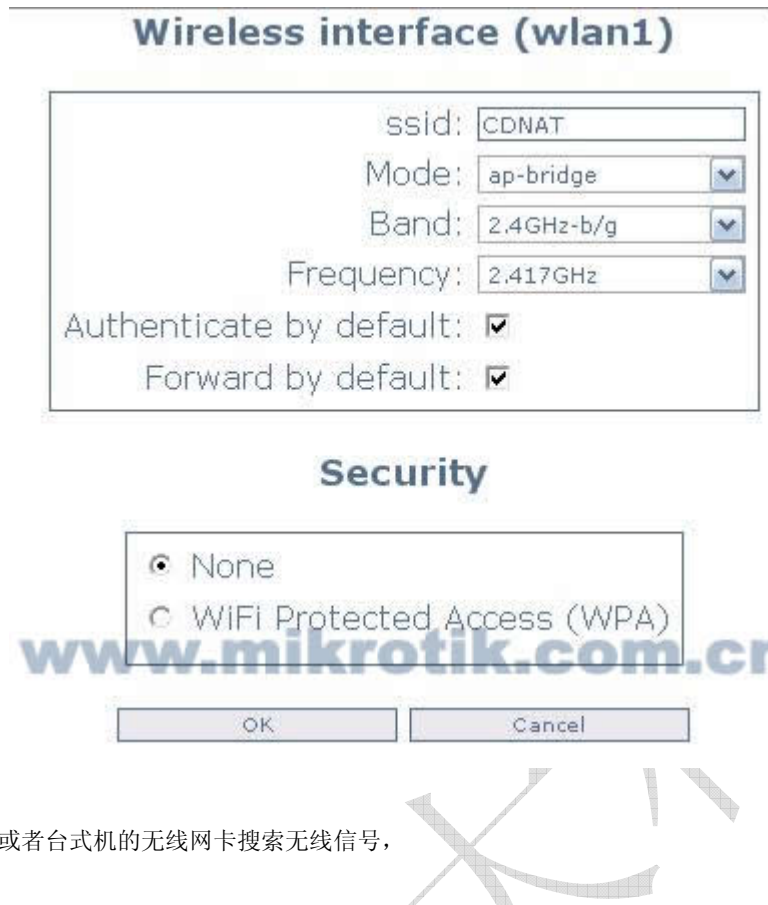 Wireless interface (wlan1)
ssid: CDNAT
Mode: ap-bridge
Band: 2.4GHz-b/g
Frequency: 2.417GHz
Authenticate by default:
Forward by default:
Security
None
WiFi Protected Access (WPA)
www.mikrotik.com.cn
OK Cancel
或者台式机的无线网卡搜索无线信号，